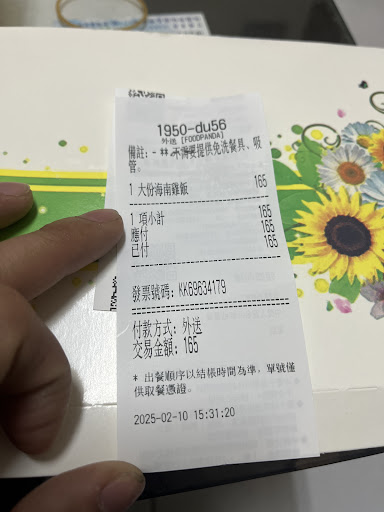 1950-du56
外送 [FOODPANDA]
備註: - ## 不需要提供免洗餐具、吸
管。
1 大份海南雞飯 165
1 項小計 165
應付 165
已付 165
發票號碼: KK69634179
付款方式: 外送
交易金額: 165
* 出餐順序以結帳時間為準, 單號僅
供取餐憑證。
2025-02-10 15:31:20